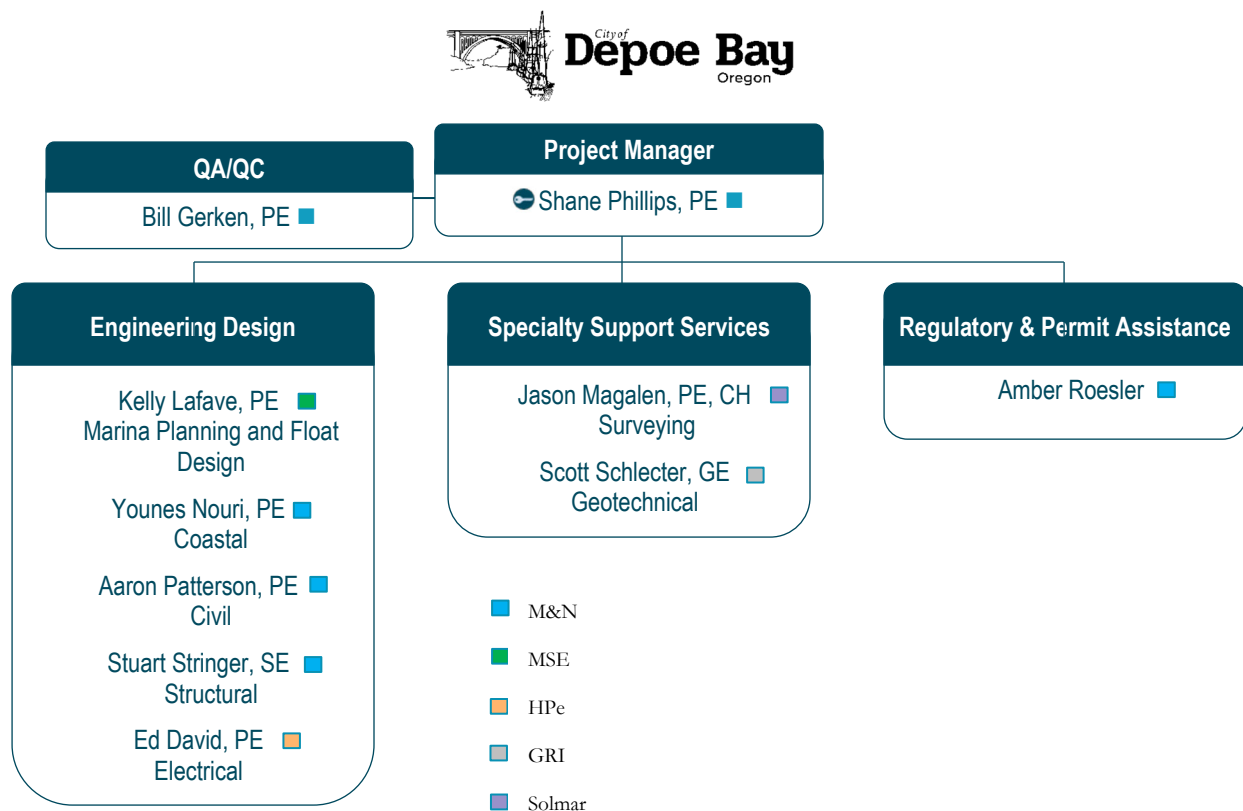 City of
Depoe Bay
Oregon
QA/QC
Bill Gerken, PE
Project Manager
Shane Phillips, PE
Engineering Design
Kelly Lafave, PE
Marina Planning and Float
Design
Younes Nouri, PE
Coastal
Aaron Patterson, PE
Civil
Stuart Stringer, SE
Structural
Ed David, PE
Electrical
Specialty Support Services
Jason Magalen, PE, CH
Surveying
Scott Schlecter, GE
Geotechnical
Regulatory & Permit Assistance
Amber Roesler
M&N
MSE
HPe
GRI
Solmar